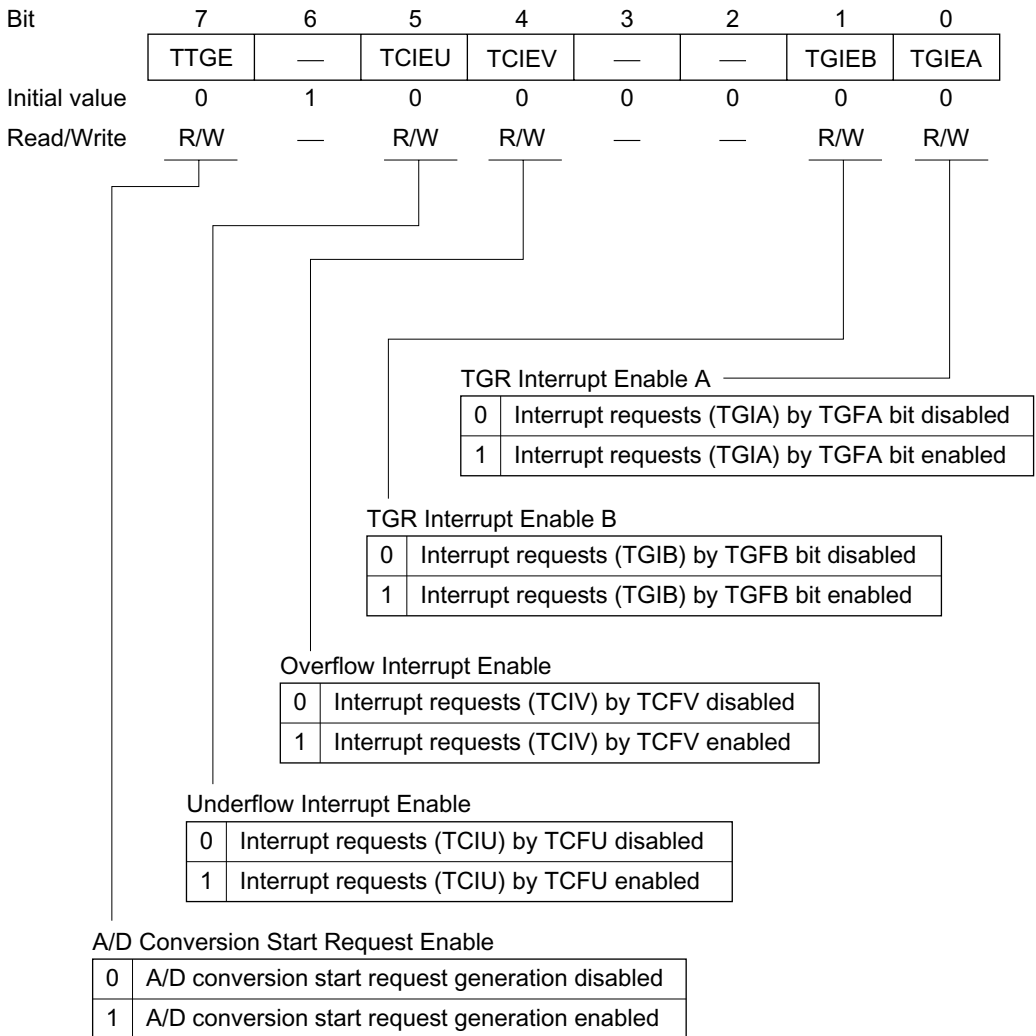 Bit 7 6 5 4 3 2 1 0
TTGE — TCIEU TCIEV — — TGIEB TGIEA
Initial value 0 1 0 0 0 0 0 0
Read/Write R/W — R/W R/W — — R/W R/W
TGR Interrupt Enable A
0 Interrupt requests (TGIA) by TGFA bit disabled
1 Interrupt requests (TGIA) by TGFA bit enabled
TGR Interrupt Enable B
0 Interrupt requests (TGIB) by TGFB bit disabled
1 Interrupt requests (TGIB) by TGFB bit enabled
Overflow Interrupt Enable
0 Interrupt requests (TCIV) by TCFV disabled
1 Interrupt requests (TCIV) by TCFV enabled
Underflow Interrupt Enable
0 Interrupt requests (TCIU) by TCFU disabled
1 Interrupt requests (TCIU) by TCFU enabled
A/D Conversion Start Request Enable
0 A/D conversion start request generation disabled
1 A/D conversion start request generation enabled